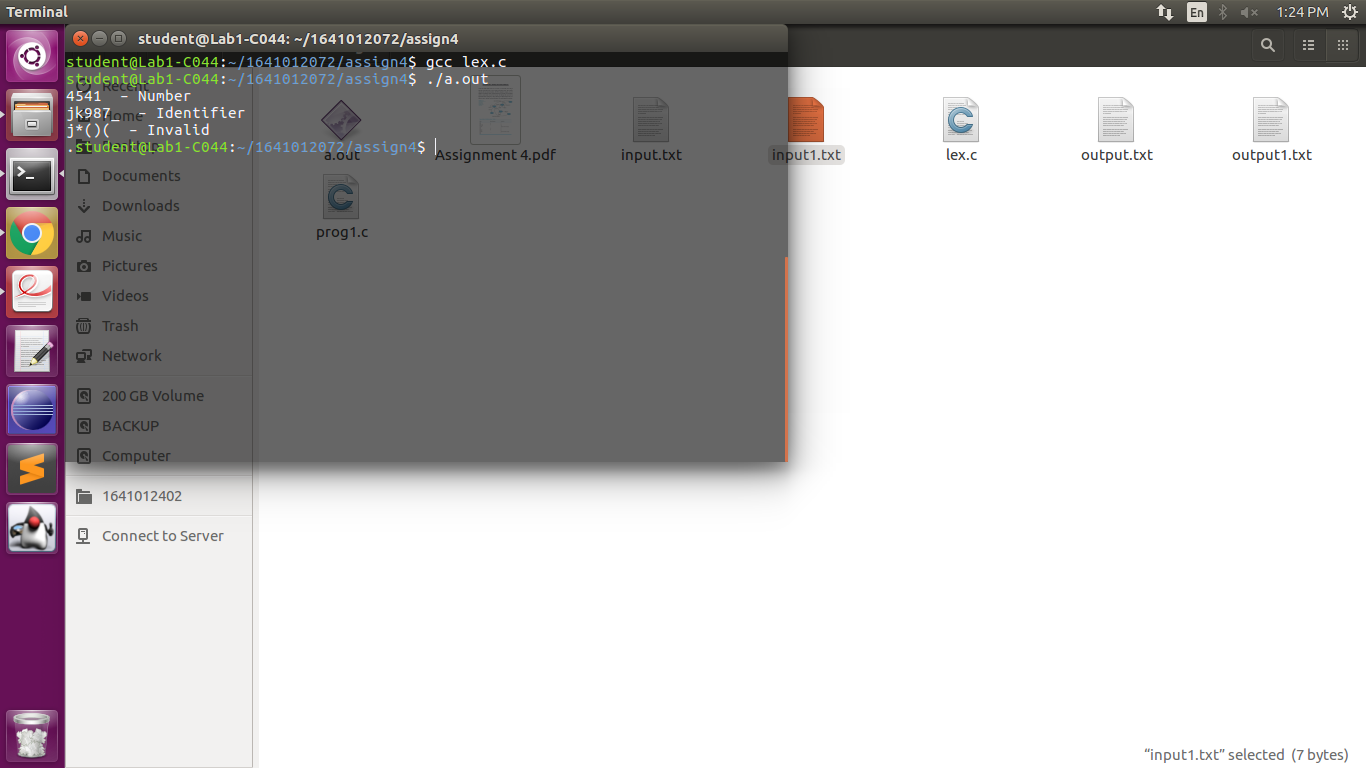 Terminal
En
1:24 PM
student@Lab1-C044: ~/1641012072/assign4
student@Lab1-C044:~/1641012072/assign4$ gcc lex.c
student@Lab1-C044:~/1641012072/assign4$ ./a.out
4541  - Number
jk987_ - Identifier
j*()(  - Invalid
.student@Lab1-C044:~/1641012072/assign4$
Recent
Home
Documents
Downloads
Music
Pictures
Videos
Trash
Network
200 GB Volume
BACKUP
Computer
1641012402
Connect to Server
a.out
Assignment 4.pdf
input.txt
input1.txt
lex.c
output.txt
output1.txt
prog1.c
“input1.txt” selected (7 bytes)